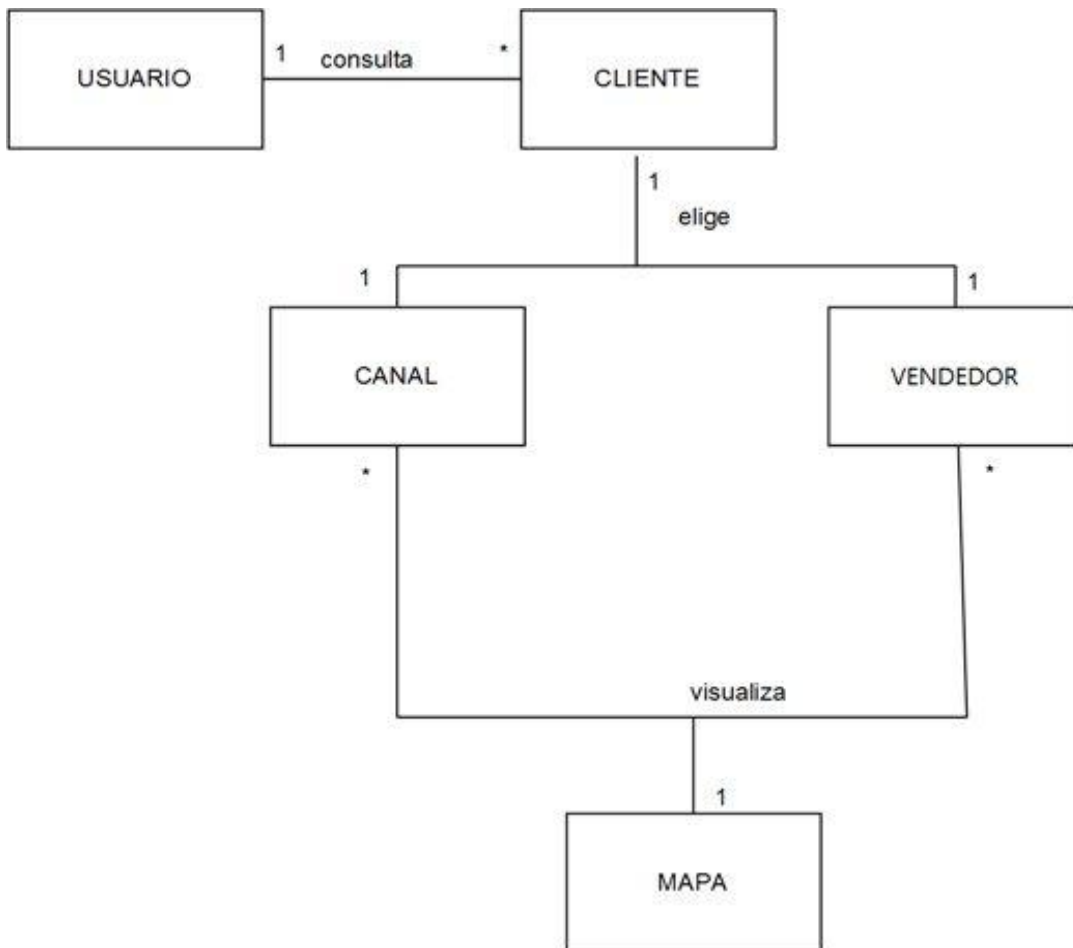 USUARIO
1
consulta
*
CLIENTE
1
elige
1
1
CANAL
VENDEDOR
*
*
visualiza
1
MAPA